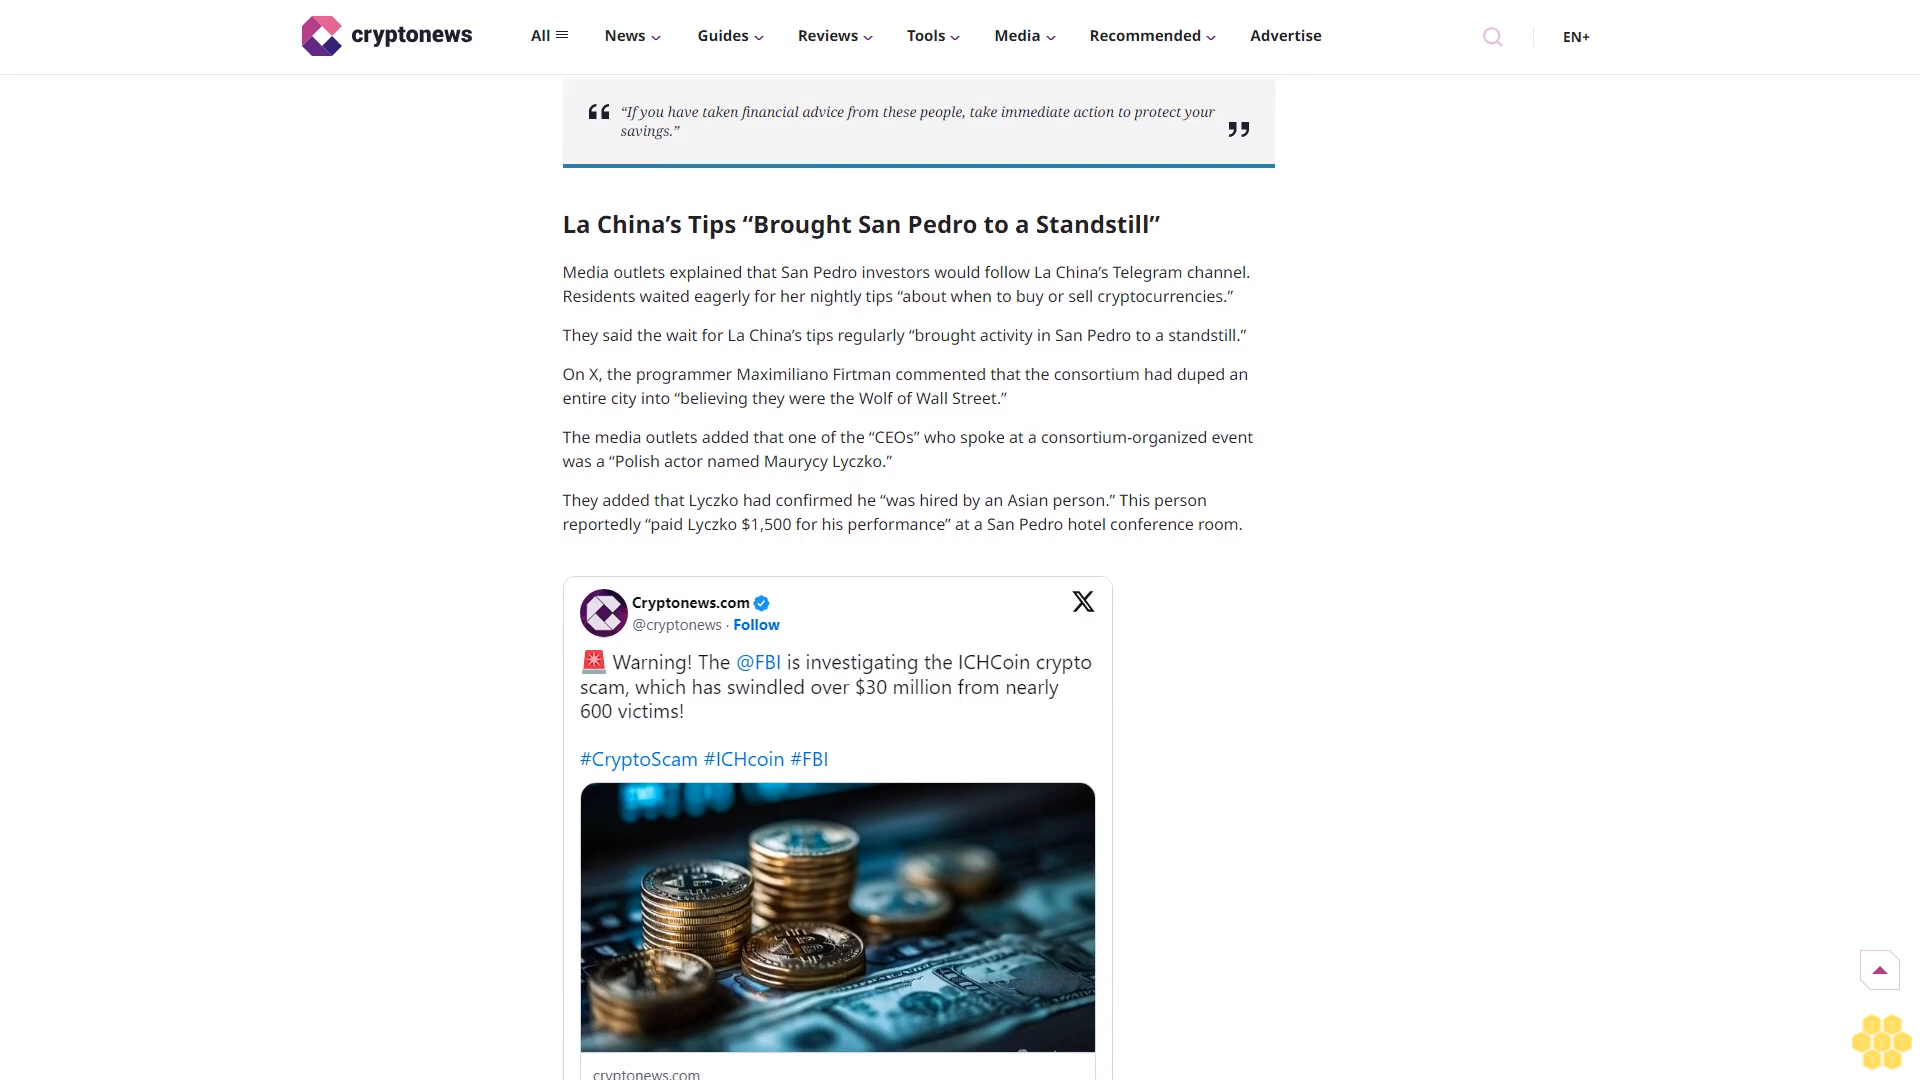 cryptonews
All News Guides Reviews Tools Media Recommended Advertise EN+
“If you have taken financial advice from these people, take immediate action to protect your
savings.”
La China’s Tips “Brought San Pedro to a Standstill”
Media outlets explained that San Pedro investors would follow La China’s Telegram channel.
Residents waited eagerly for her nightly tips “about when to buy or sell cryptocurrencies.”
They said the wait for La China’s tips regularly “brought activity in San Pedro to a standstill.”
On X, the programmer Maximiliano Firtman commented that the consortium had duped an
entire city into “believing they were the Wolf of Wall Street.”
The media outlets added that one of the “CEOs” who spoke at a consortium-organized event
was a “Polish actor named Maurycy Lyczko.”
They added that Lyczko had confirmed he “was hired by an Asian person.” This person
reportedly “paid Lyczko $1,500 for his performance” at a San Pedro hotel conference room.
Cryptonews.com
@cryptonews · Follow
Warning! The @FBI is investigating the ICHCoin crypto
scam, which has swindled over $30 million from nearly
600 victims!
#CryptoScam #ICHcoin #FBI
cryptonews.com